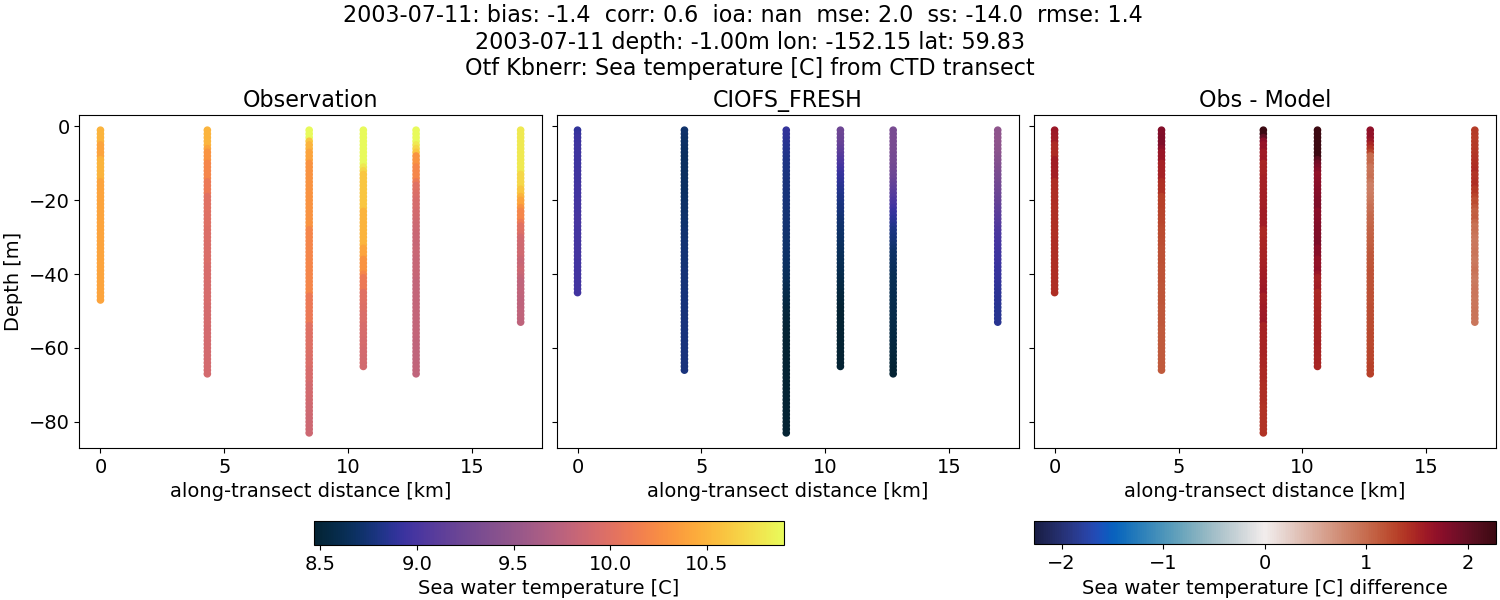 2003-07-11: bias: -1.4  corr: 0.6  ioa: nan  mse: 2.0  ss: -14.0  rmse: 1.4
2003-07-11 depth: -1.00m lon: -152.15 lat: 59.83
Otf Kbnerr: Sea temperature [C] from CTD transect
Observation
CIOFS_FRESH
Obs - Model
Depth [m]
0
−20
−40
−60
−80
0 5 10 15
0 5 10 15
0 5 10 15
along-transect distance [km]
along-transect distance [km]
along-transect distance [km]
8.5 9.0 9.5 10.0 10.5
Sea water temperature [C]
−2 −1 0 1 2
Sea water temperature [C] difference